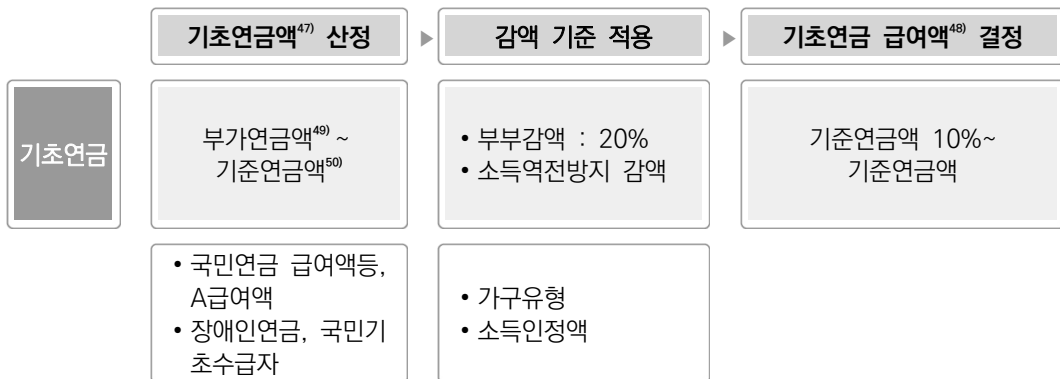 기초연금액47) 산정 ▶ 감액 기준 적용 ▶ 기초연금 급여액48) 결정
기초연금
부가연금액49) ~
기준연금액50)
• 부부감액 : 20%
• 소득역전방지 감액
기준연금액 10%~
기준연금액
• 국민연금 급여액등,
A급여액
• 장애인연금, 국민기
초수급자
• 가구유형
• 소득인정액